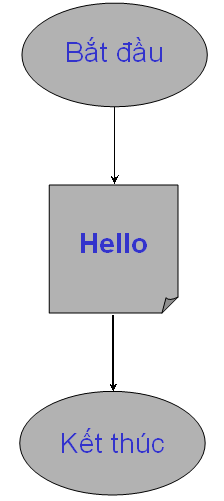 Bắt đầu
Hello
Kết thúc